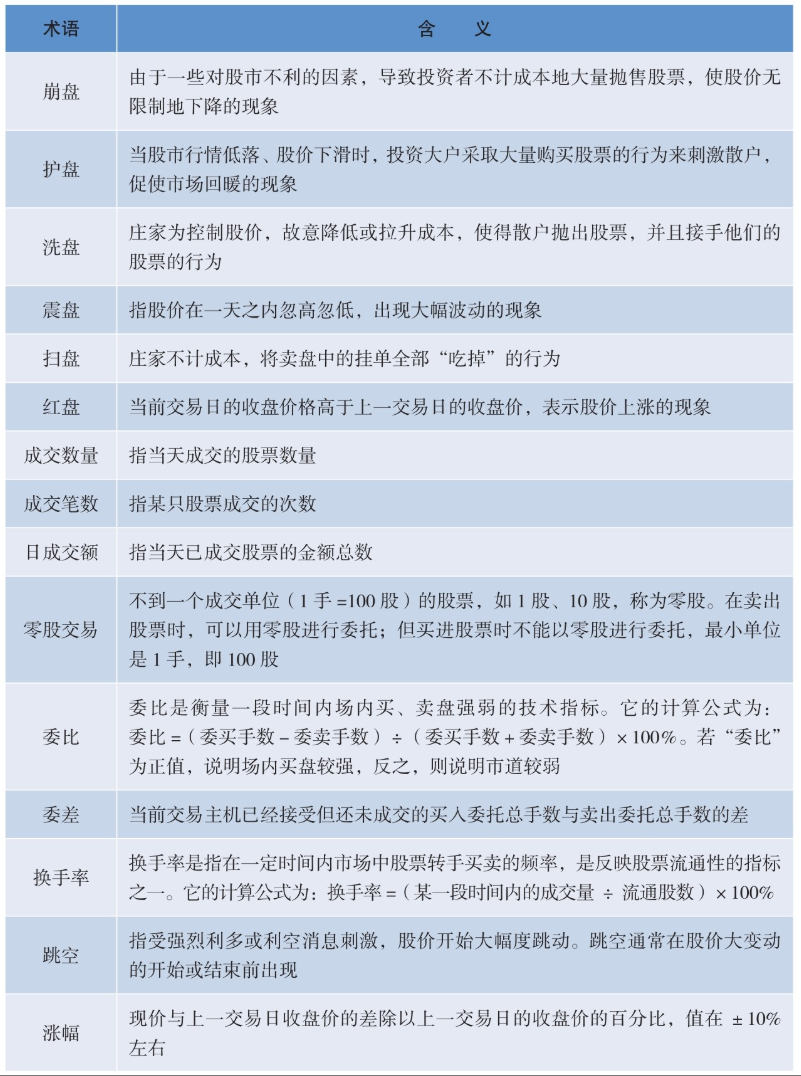 术语
含 义
崩盘
由于一些对股市不利的因素，导致投资者不计成本地大量抛售股票，使股价无
限制地下降的现象
护盘
当股市行情低落、股价下滑时，投资大户采取大量购买股票的行为来刺激散户，
促使市场回暖的现象
洗盘
庄家为控制股价，故意降低或拉升成本，使得散户抛出股票，并且接手他们的
股票的行为
震盘
指股价在一天之内忽高忽低，出现大幅波动的现象
扫盘
庄家不计成本，将卖盘中的挂单全部“吃掉”的行为
红盘
当前交易日的收盘价格高于上一交易日的收盘价，表示股价上涨的现象
成交数量
指当天成交的股票数量
成交笔数
指某只股票成交的次数
日成交额
指当天已成交股票的金额总数
零股交易
不到一个成交单位（1手=100股）的股票，如1股、10股，称为零股。在卖出
股票时，可以用零股进行委托；但买进股票时不能以零股进行委托，最小单位
是1手，即100股
委比
委比是衡量一段时间内场内买、卖盘强弱的技术指标。它的计算公式为：
委比=（委买手数－委卖手数）÷（委买手数+委卖手数）×100%。若“委比”
为正值，说明场内买盘较强，反之，则说明市道较弱
委差
当前交易主机已经接受但还未成交的买入委托总手数与卖出委托总手数的差
换手率
换手率是指在一定时间内市场中股票转手买卖的频率，是反映股票流通性的指标
之一。它的计算公式为：换手率=（某一段时间内的成交量 ÷ 流通股数）×100%
跳空
指受强烈利多或利空消息刺激，股价开始大幅度跳动。跳空通常在股价大变动
的开始或结束前出现
涨幅
现价与上一交易日收盘价的差除以上一交易日的收盘价的百分比，值在 ±10%
左右